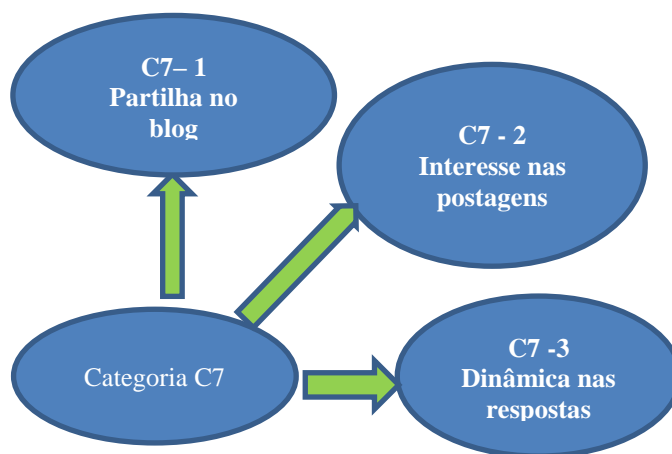 C7– 1
Partilha no
blog
C7 - 2
Interesse nas
postagens
Categoria C7
C7 -3
Dinâmica nas
respostas